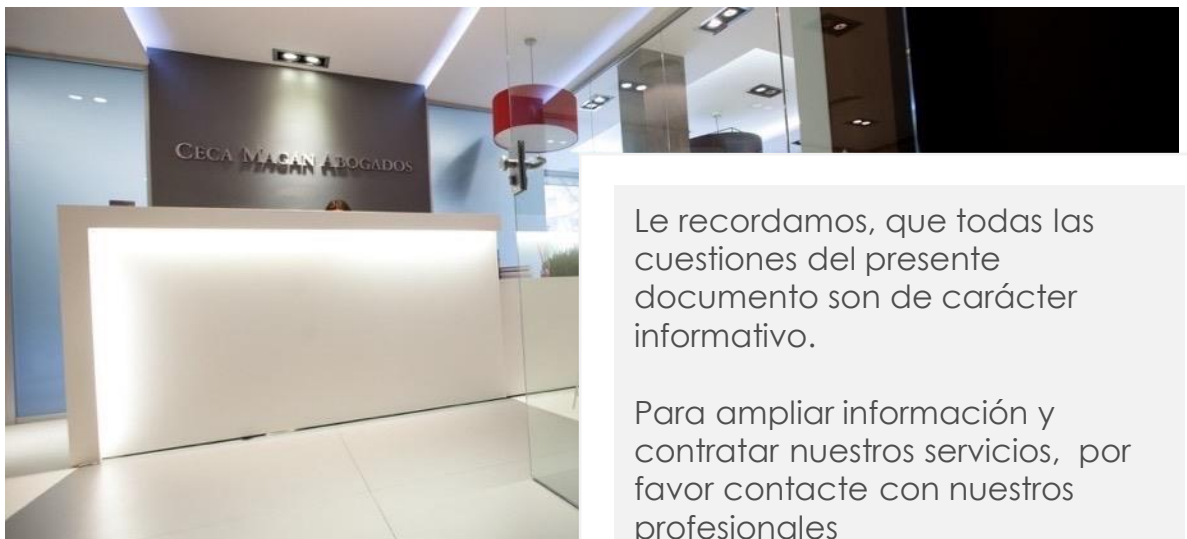 CECA MAGÁN ABOGADOS
Le recordamos, que todas las
cuestiones del presente
documento son de carácter
informativo.
Para ampliar información y
contratar nuestros servicios, por
favor contacte con nuestros
profesionales